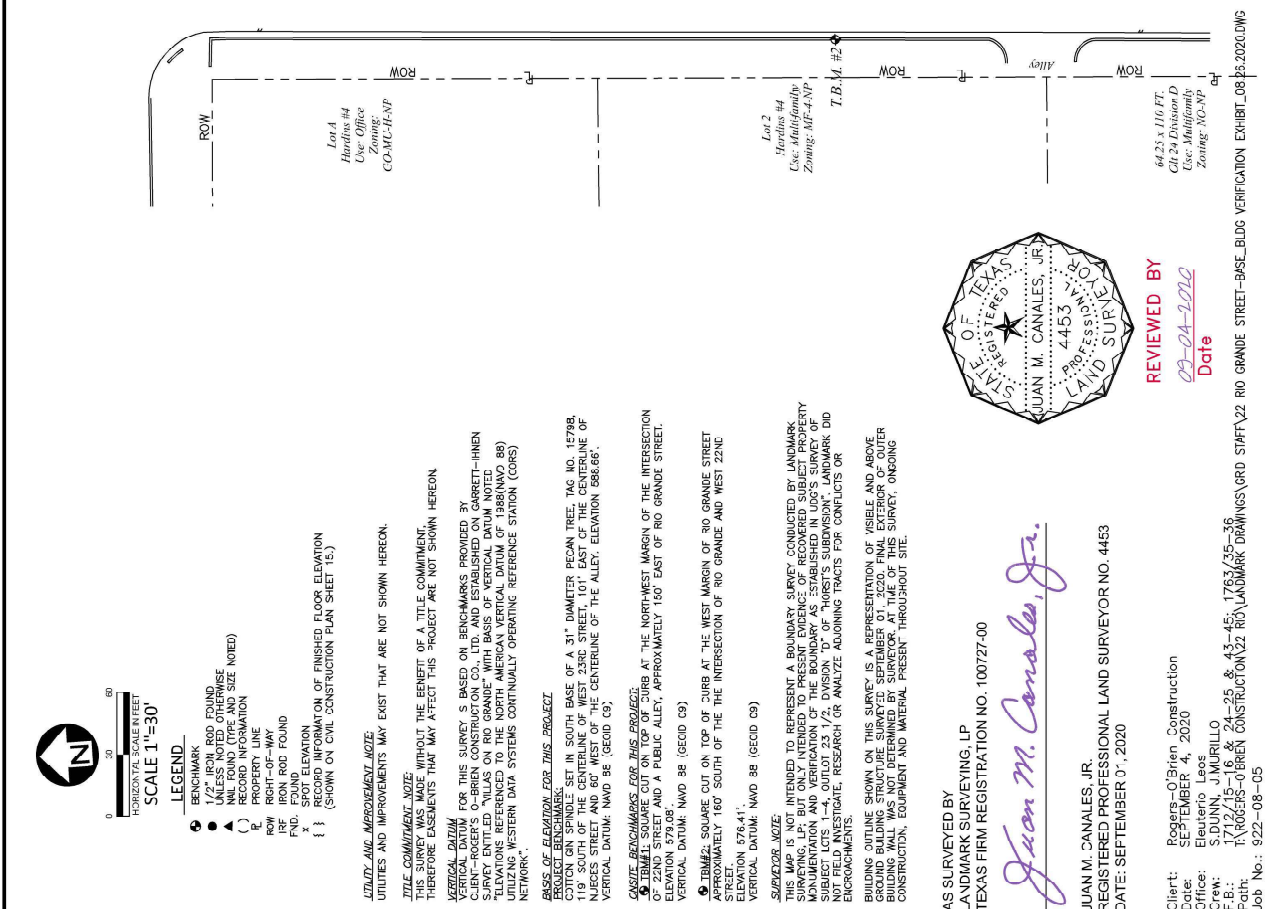 N
0 30 60
HORIZONTAL SCALE IN FEET
SCALE 1"=30'
LEGEND
BENCHMARK
1/2" IRON ROD FOUND
UNLESS NOTED OTHERWISE
NAIL FOUND (TYPE AND SIZE NOTED)
( ) RECORD INFORMATION
PROPERTY LINE
ROW RIGHT-OF-WAY
IRF IRON ROD FOUND
FND. FOUND
x SPOT ELEVATION
{ } RECORD INFORMATION OF FINISHED FLOOR ELEVATION
(SHOWN ON CIVIL CONSTRUCTION PLAN SHEET 15.)
UTILITY AND IMPROVEMENT NOTE:
UTILITIES AND IMPROVEMENTS MAY EXIST THAT ARE NOT SHOWN HEREON.
TITLE COMMITMENT NOTE:
THIS SURVEY WAS MADE WITHOUT THE BENEFIT OF A TITLE COMMITMENT,
THEREFORE EASEMENTS THAT MAY AFFECT THIS PROJECT ARE NOT SHOWN HEREON.
VERTICAL DATUM
VERTICAL DATUM FOR THIS SURVEY S BASED ON BENCHMARKS PROVIDED BY
CLIENT-ROGER'S O-BRIEN CONSTRUCTION CO., LTD. AND ESTABLISHED ON GARRETT-IHNEN
SURVEY ENTITLED "VILLAS ON RIO GRANDE" WITH BASIS OF VERTICAL DATUM NOTED
"ELEVATIONS REFERENCED TO THE NORTH AMERICAN VERTICAL DATUM OF 1988(NAVD 88)
UTILIZING WESTERN DATA SYSTEMS CONTINUALLY OPERATING REFERENCE STATION (CORS)
NETWORK".
BASIS OF ELEVATION FOR THIS PROJECT
PROJECT BENCHMARK:
COTTON GIN SPINDLE SET IN SOUTH BASE OF A 31" DIAMETER PECAN TREE, TAG NO. 15798,
119' SOUTH OF THE CENTERLINE OF WEST 23RD STREET, 101' EAST OF THE CENTERLINE OF
NUECES STREET AND 60' WEST OF THE CENTERLINE OF THE ALLEY. ELEVATION 588.66'.
VERTICAL DATUM: NAVD 88 (GEOID 09)
ONSITE BENCHMARKS FOR THIS PROJECT:
TBM#1: SQUARE CUT ON TOP OF CURB AT THE NORTH-WEST MARGIN OF THE INTERSECTION
OF 22ND STREET AND A PUBLIC ALLEY, APPROXIMATELY 150' EAST OF RIO GRANDE STREET.
ELEVATION 579.08'.
VERTICAL DATUM: NAVD 88 (GEOID 09)
TBM#2: SQUARE CUT ON TOP OF CURB AT THE WEST MARGIN OF RIO GRANDE STREET
APPROXIMATELY 160' SOUTH OF THE THE INTERSECTION OF RIO GRANDE AND WEST 22ND
STREET.
ELEVATION 576.41'.
VERTICAL DATUM: NAVD 88 (GEOID 09)
SURVEYOR NOTE:
THIS MAP IS NOT INTENDED TO REPRESENT A BOUNDARY SURVEY CONDUCTED BY LANDMARK
SURVEYING, LP; BUT ONLY INTENDED TO PRESENT EVIDENCE OF RECOVERED SUBJECT PROPERTY
MONUMENTATION AND VERIFICATION OF THE BOUNDARY AS ESTABLISHED IN UDG'S SURVEY OF
SUBJECT LOTS 1-4, OUTLOT 23 1/2, DIVISION "D" OF "HORST'S SUBDIVISION". LANDMARK DID
NOT FIELD INVESTIGATE, RESEARCH OR ANALYZE ADJOINING TRACTS FOR CONFLICTS OR
ENCROACHMENTS.
BUILDING OUTLINE SHOWN ON THIS SURVEY IS A REPRESENTATION OF VISIBLE AND ABOVE
GROUND BUILDING STRUCTURE SURVEYED SEPTEMBER 01, 2020. FINAL EXTERIOR OF OUTER
BUILDING WALL WAS NOT DETERMINED BY SURVEYOR. AT TIME OF THIS SURVEY, ONGOING
CONSTRUCTION, EQUIPMENT AND MATERIAL PRESENT THROUGHOUT SITE.
AS SURVEYED BY
LANDMARK SURVEYING, LP
TEXAS FIRM REGISTRATION NO. 100727-00
Juan M. Canales, Jr.
JUAN M. CANALES, JR.
REGISTERED PROFESSIONAL LAND SURVEYOR NO. 4453
DATE: SEPTEMBER 01, 2020
Client: Rogers-O'Brien Construction
Date: SEPTEMBER 4, 2020
Office: Eleuterio Leos
Crew: S.DUNN, J.MURILLO
F.B.: 1712/15-16 & 24-25 & 43-45; 1763/35-36
Path: T:\ROGERS-O'BRIEN CONSTRUCTON\22 RIO\LANDMARK DRAWINGS\GRD STAFF\22 RIO GRANDE STREET-BASE_BLDG VERIFICATION EXHIBIT_08.26.2020.DWG
Job No.: 922-08-05
STATE OF TEXAS
REGISTERED
JUAN M. CANALES, JR.
4453
PROFESSIONAL
LAND SURVEYOR
REVIEWED BY
09-04-2020
Date
ROW
ROW
Lot A
Hardins #4
Use: Office
Zoning:
CO-MU-H-NP
Lot 2
Hardins #4
Use: Multifamily
Zoning: MF-4-NP
T.B.M. #2
ROW
Alley
ROW
64.25 x 116 FT.
Olt 24 Division D
Use: Multifamily
Zoning: NO-NP